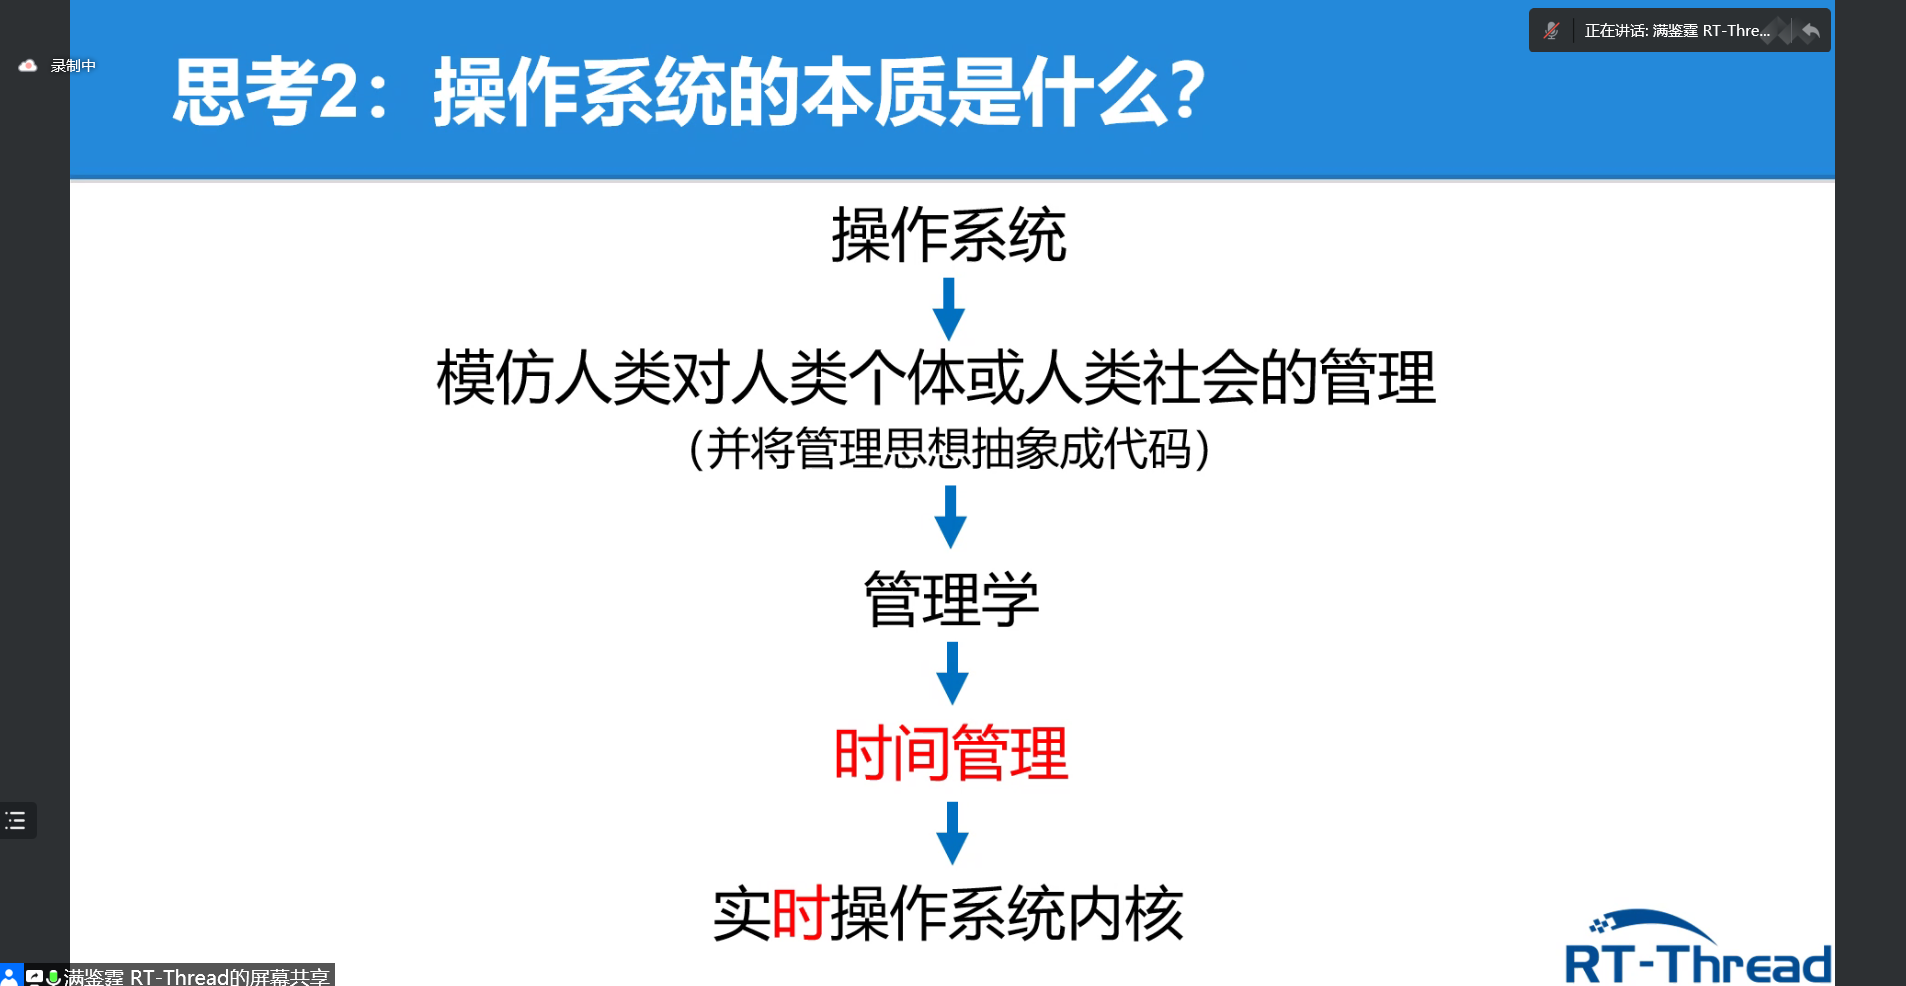 正在讲话: 满鉴霆 RT-Thre...
录制中
思考2：操作系统的本质是什么？
操作系统
模仿人类对人类个体或人类社会的管理
（并将管理思想抽象成代码）
管理学
时间管理
实时操作系统内核
RT-Thread
满鉴霆 RT-Thread的屏幕共享